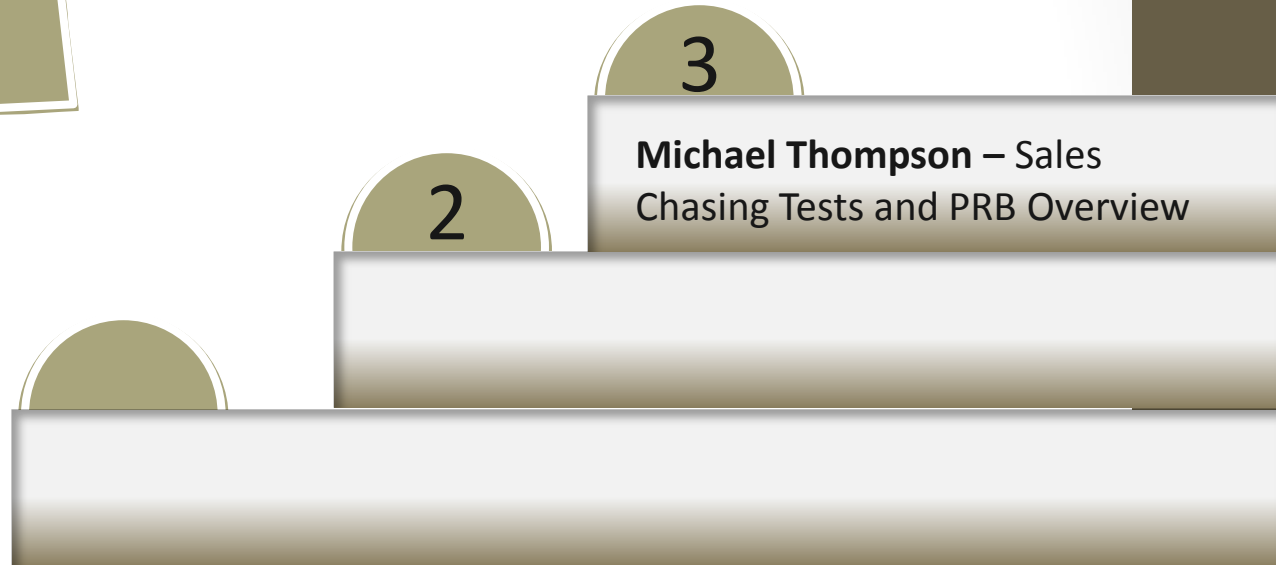 3
Michael Thompson – Sales
Chasing Tests and PRB Overview
2